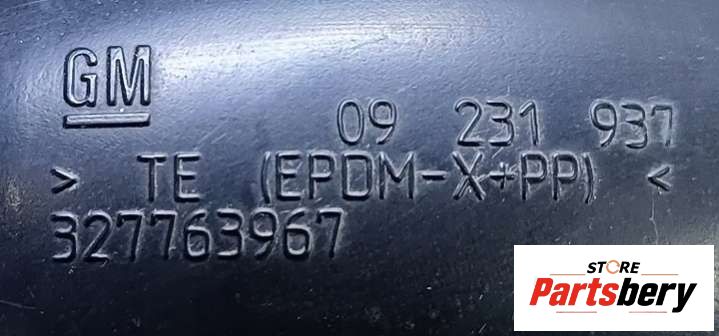 GM
09 231 937
> TE (EPDM-X+PP) <
327763967
STORE
Partsbery